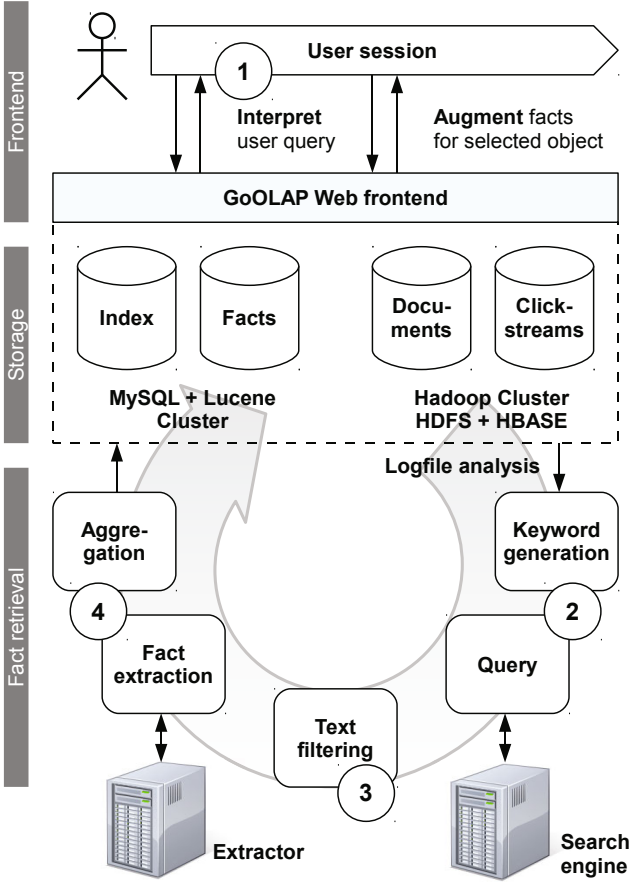 Frontend
User session
1
Interpret
user query
Augment facts
for selected object
GoOLAP Web frontend
Storage
Index
Facts
Docu-
ments
Click-
streams
MySQL + Lucene
Cluster
Hadoop Cluster
HDFS + HBASE
Logfile analysis
Fact retrieval
Aggre-
gation
Keyword
generation
4
2
Fact
extraction
Query
Text
filtering
3
Extractor
Search
engine